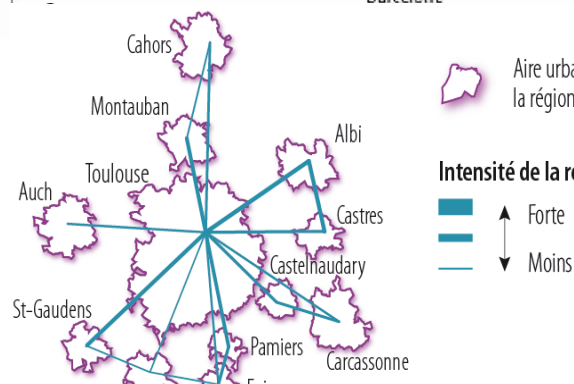 Cahors
Montauban
Albi
Toulouse
Auch
Castres
Castelnaudary
St-Gaudens
Pamiers
Carcassonne
Aire urba
la région
Intensité de la r
Forte
Moins